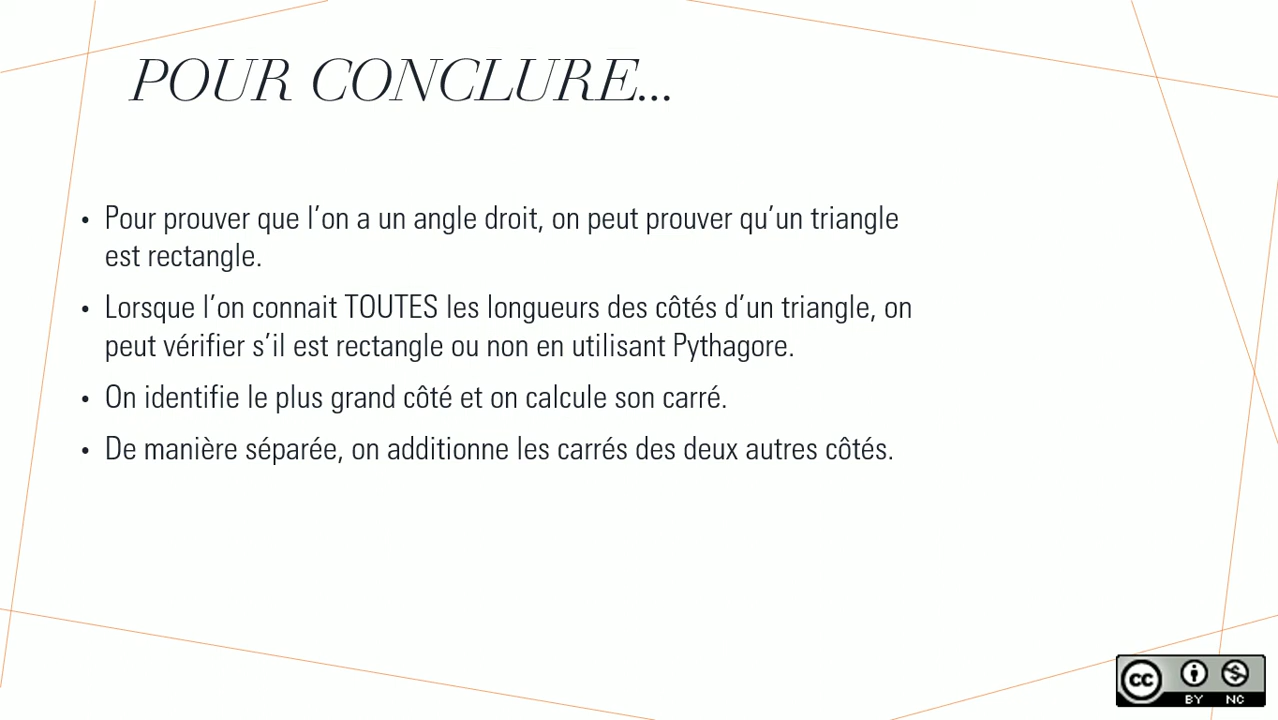 POUR CONCLURE...
• Pour prouver que l’on a un angle droit, on peut prouver qu’un triangle
est rectangle.
• Lorsque l’on connait TOUTES les longueurs des côtés d’un triangle, on
peut vérifier s’il est rectangle ou non en utilisant Pythagore.
• On identifie le plus grand côté et on calcule son carré.
• De manière séparée, on additionne les carrés des deux autres côtés.
CC
BY NC